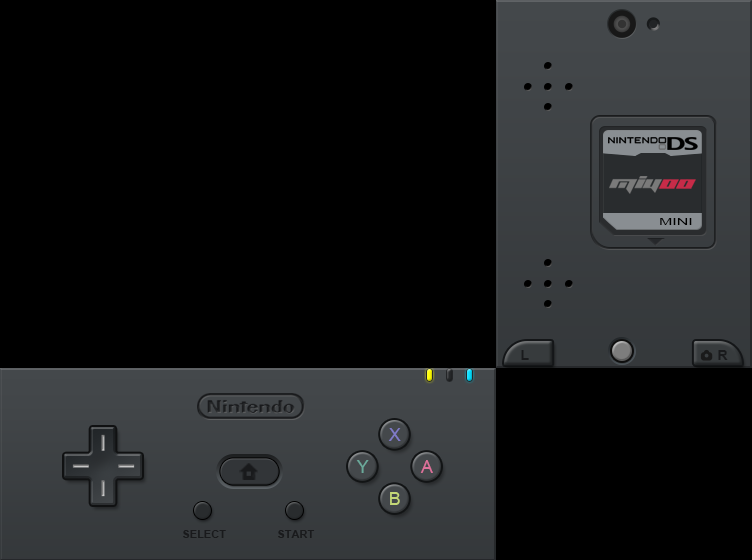 NINTENDO DS
miyoo
MINI
L
R
Nintendo
X
Y
A
B
SELECT
START